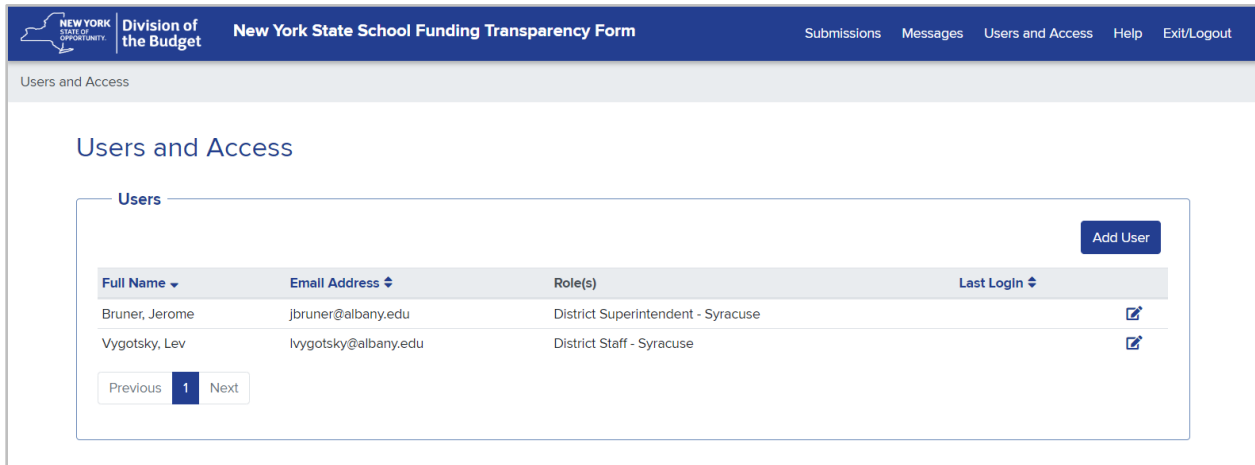 NEW YORK
STATE OF
OPPORTUNITY.
Division of
the Budget
New York State School Funding Transparency Form
Submissions Messages Users and Access Help Exit/Logout
Users and Access
Users and Access
Users
Add User
Full Name Email Address Role(s) Last Login
Bruner, Jerome jbruner@albany.edu District Superintendent - Syracuse
Vygotsky, Lev lvygotsky@albany.edu District Staff - Syracuse
Previous 1 Next